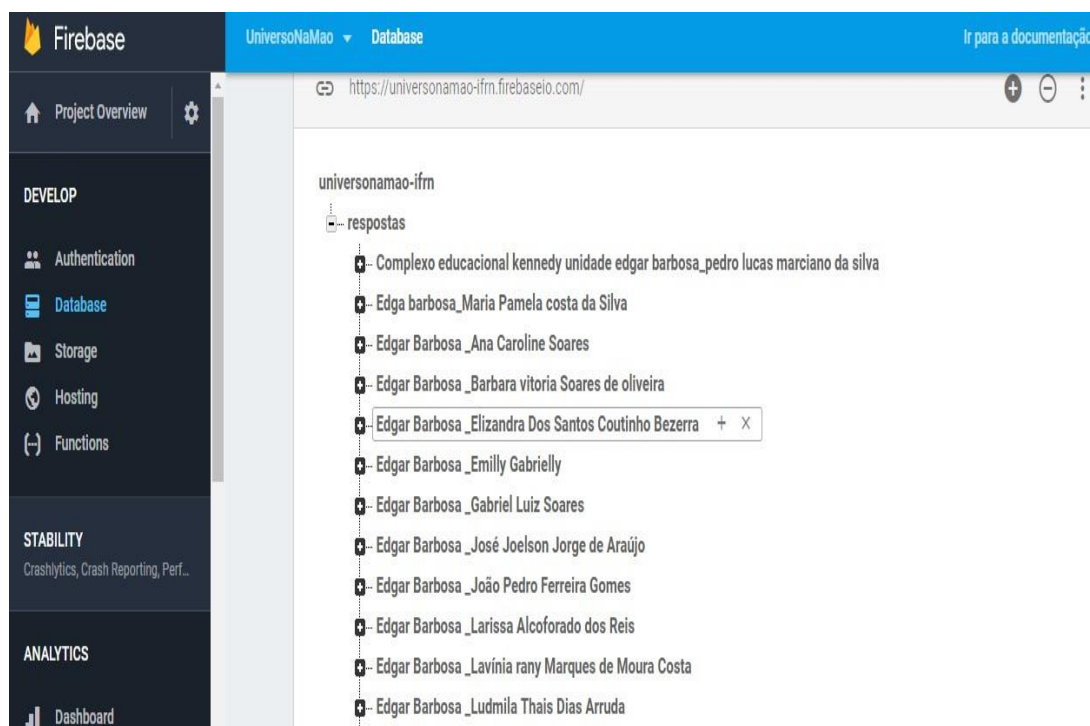 Firebase
UniversoNaMao Database Ir para a documentação
Project Overview
https://universonamao-ifrn.firebaseio.com/
DEVELOP
Authentication
Database
Storage
Hosting
Functions
STABILITY
Crashlytics, Crash Reporting, Perf...
ANALYTICS
Dashboard
universonamao-ifrn
respostas
Complexo educacional kennedy unidade edgar barbosa_pedro lucas marciano da silva
Edga barbosa_Maria Pamela costa da Silva
Edgar Barbosa _Ana Caroline Soares
Edgar Barbosa _Barbara vitoria Soares de oliveira
Edgar Barbosa _Elizandra Dos Santos Coutinho Bezerra
Edgar Barbosa _Emilly Gabrielly
Edgar Barbosa _Gabriel Luiz Soares
Edgar Barbosa _José Joelson Jorge de Araújo
Edgar Barbosa _João Pedro Ferreira Gomes
Edgar Barbosa _Larissa Alcoforado dos Reis
Edgar Barbosa _Lavínia rany Marques de Moura Costa
Edgar Barbosa _Ludmila Thais Dias Arruda